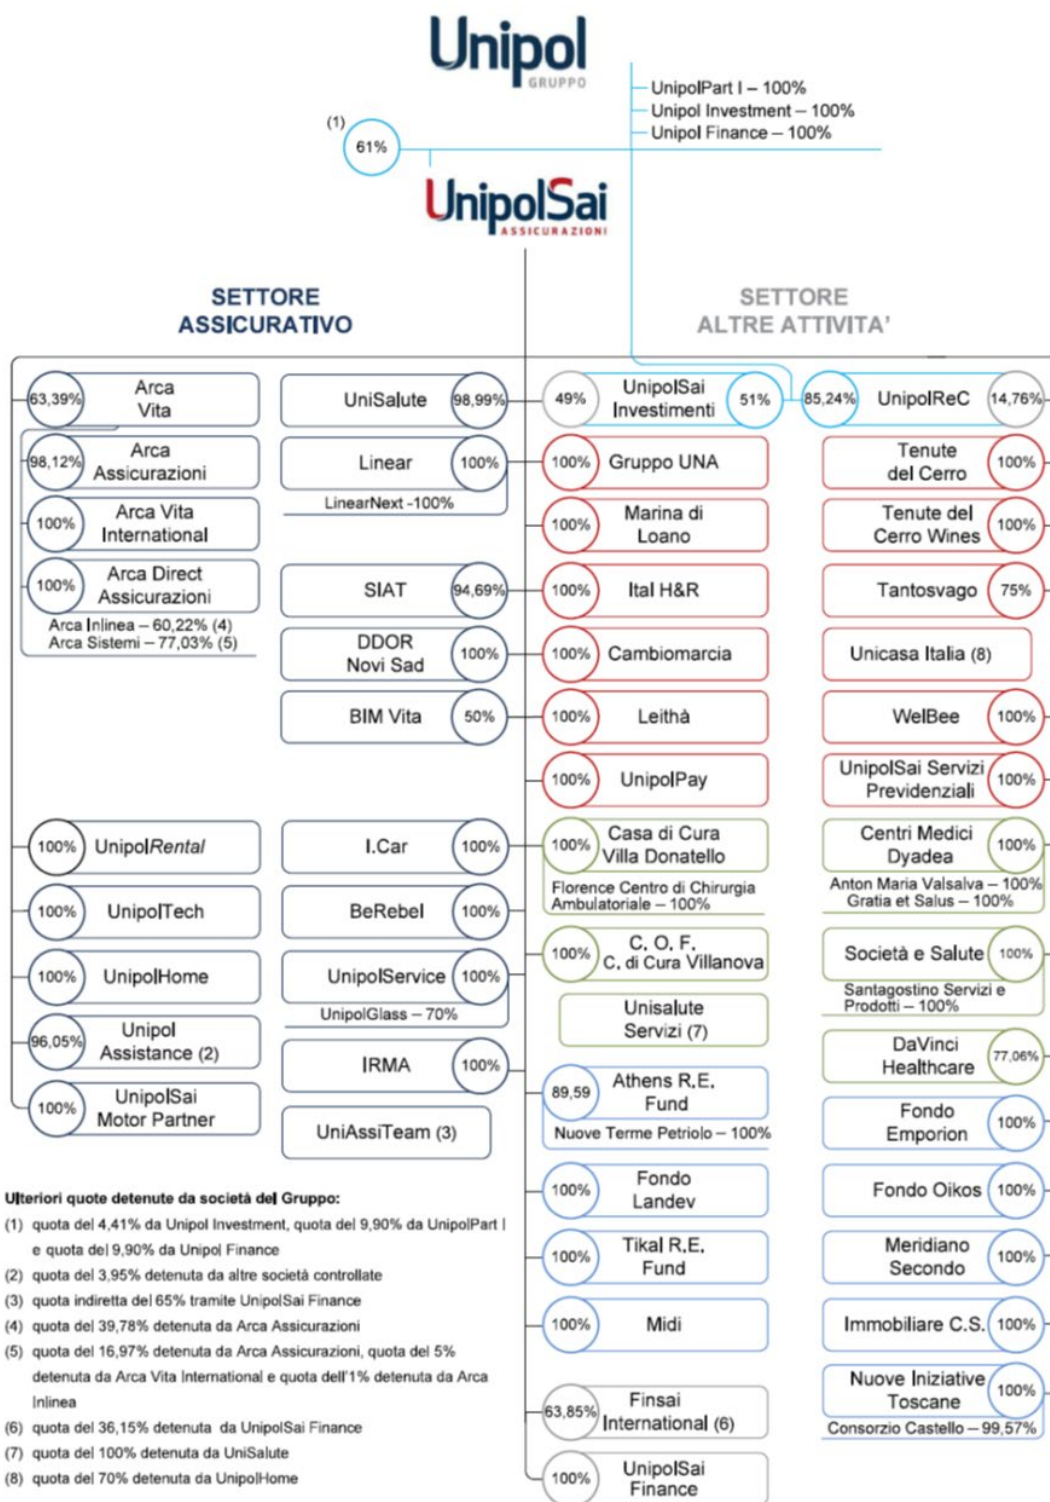 Unipol
GRUPPO
UnipolPart I – 100%
Unipol Investment – 100%
Unipol Finance – 100%
(1)
61%
UnipolSai
ASSICURAZIONI
SETTORE
ASSICURATIVO
63,39%
Arca
Vita
98,12%
Arca
Assicurazioni
100%
Arca Vita
International
100%
Arca Direct
Assicurazioni
Arca Inlinea – 60,22% (4)
Arca Sistemi – 77,03% (5)
UniSalute 98,99%
Linear 100%
LinearNext -100%
SIAT 94,69%
DDOR
Novi Sad
100%
BIM Vita 50%
100% UnipolRental
100% UnipolTech
100% UnipolHome
96,05%
Unipol
Assistance (2)
100%
UnipolSai
Motor Partner
I.Car 100%
BeRebel 100%
UnipolService 100%
UnipolGlass – 70%
IRMA 100%
UniAssiTeam (3)
SETTORE
ALTRE ATTIVITA'
49%
UnipolSai
Investimenti
51%
85,24% UnipolReC 14,76%
100% Gruppo UNA
100%
Marina di
Loano
100% Ital H&R
100% Cambiomarcia
100% Leithà
100% UnipolPay
100%
Casa di Cura
Villa Donatello
Florence Centro di Chirurgia
Ambulatoriale – 100%
100%
C. O. F.
C. di Cura Villanova
Unisalute
Servizi (7)
89,59
Athens R.E.
Fund
Nuove Terme Petriolo – 100%
100%
Fondo
Landev
100%
Tikal R.E.
Fund
100% Midi
63,85%
Finsai
International (6)
100%
UnipolSai
Finance
Tenute
del Cerro
100%
Tenute del
Cerro Wines
100%
Tantosvago 75%
Unicasa Italia (8)
WelBee 100%
UnipolSai Servizi
Previdenziali
100%
Centri Medici
Dyadea
100%
Anton Maria Valsalva – 100%
Gratia et Salus – 100%
Società e Salute 100%
Santagostino Servizi e
Prodotti – 100%
DaVinci
Healthcare
77,06%
Fondo
Emporion
100%
Fondo Oikos 100%
Meridiano
Secondo
100%
Immobiliare C.S. 100%
Nuove Iniziative
Toscane
100%
Consorzio Castello – 99,57%
Ulteriori quote detenute da società del Gruppo:
(1) quota del 4,41% da Unipol Investment, quota del 9,90% da UnipolPart I
e quota del 9,90% da Unipol Finance
(2) quota del 3,95% detenuta da altre società controllate
(3) quota indiretta del 65% tramite UnipolSai Finance
(4) quota del 39,78% detenuta da Arca Assicurazioni
(5) quota del 16,97% detenuta da Arca Assicurazioni, quota del 5%
detenuta da Arca Vita International e quota dell'1% detenuta da Arca
Inlinea
(6) quota del 36,15% detenuta da UnipolSai Finance
(7) quota del 100% detenuta da UniSalute
(8) quota del 70% detenuta da UnipolHome